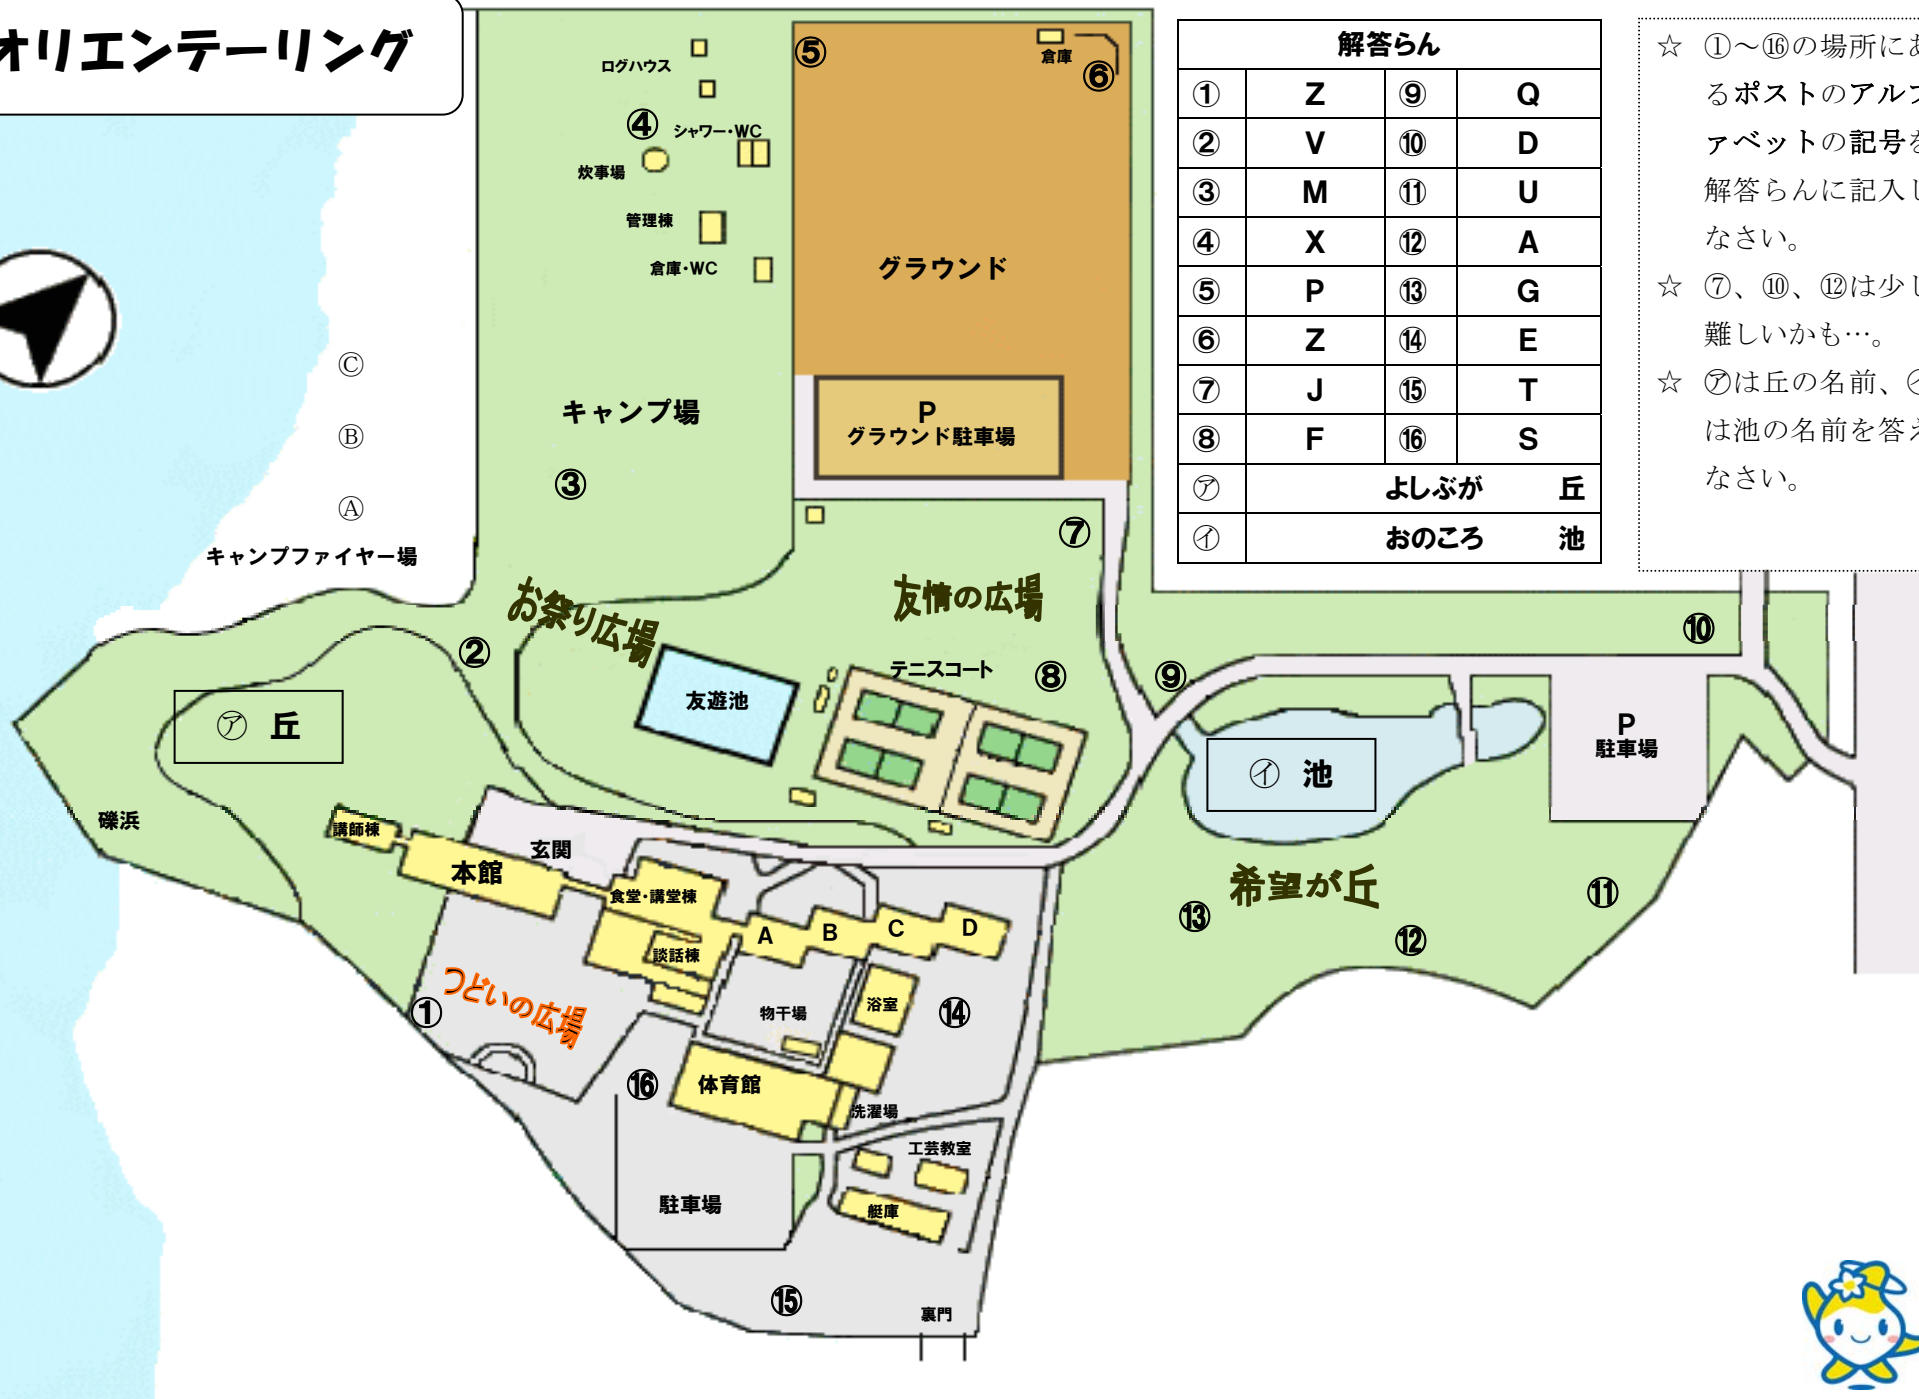 オリエンテーリング
解答らん
① Z ⑨ Q
② V ⑩ D
③ M ⑪ U
④ X ⑫ A
⑤ P ⑬ G
⑥ Z ⑭ E
⑦ J ⑮ T
⑧ F ⑯ S
㋐ よしぶが 丘
㋑ おのころ 池
☆ ①～⑯の場所にあ
るポストのアルフ
ァベットの記号を
解答らんに記入し
なさい。
☆ ⑦、⑩、⑫は少し
難しいかも…。
☆ ㋐は丘の名前、㋑
は池の名前を答え
なさい。
ログハウス
④
シャワー・WC
炊事場
管理棟
倉庫・WC
⑤
倉庫
⑥
グラウンド
P
グラウンド駐車場
キャンプ場
③
Ⓒ
Ⓑ
Ⓐ
キャンプファイヤー場
⑦
お祭り広場
友情の広場
②
友遊池
テニスコート
⑧
⑨
⑩
㋐ 丘
㋑ 池
P
駐車場
礫浜
講師棟
本館
玄関
食堂・講堂棟
談話棟
A
B
C
D
希望が丘
⑪
⑫
⑬
①
つどいの広場
物干場
浴室
⑭
⑯
体育館
洗濯場
工芸教室
艇庫
駐車場
⑮
裏門